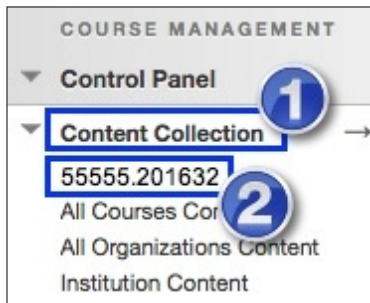 COURSE MANAGEMENT
Control Panel
1
Content Collection →
55555.201632
2
All Courses
All Organizations Content
Institution Content